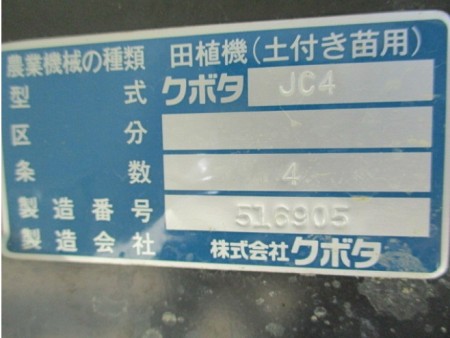 農業機械の種類 田植機(土付き苗用)
型式 クボタ JC4
区分
条数 4
製造番号 516905
製造会社 株式会社クボタ